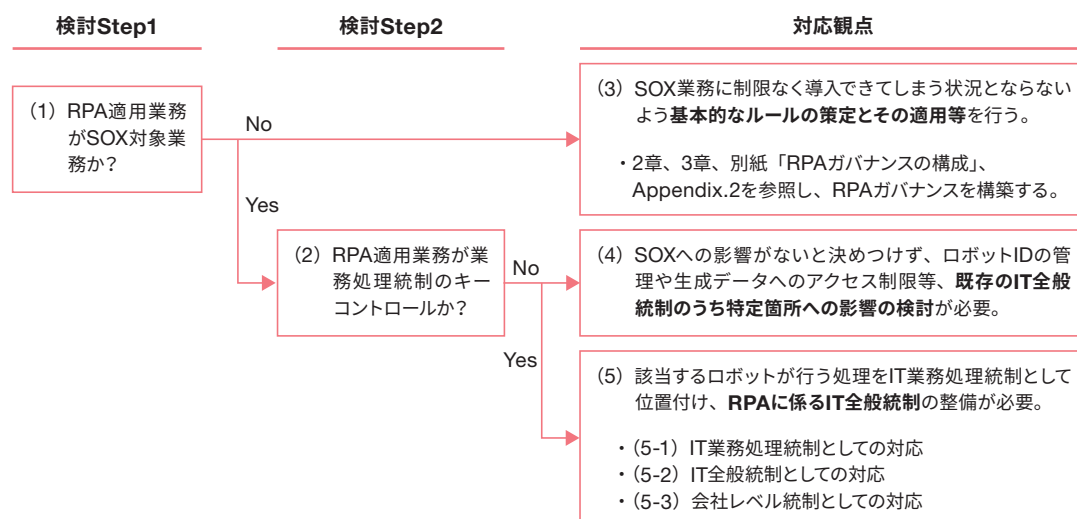 検討Step1
検討Step2
対応観点
(1) RPA適用業務
がSOX対象業
務か?
No
Yes
(2) RPA適用業務が業
務処理統制のキー
コントロールか?
No
Yes
(3) SOX業務に制限なく導入できてしまう状況とならない
よう基本的なルールの策定とその適用等を行う。
・2章、3章、別紙「RPAガバナンスの構成」、
Appendix.2を参照し、RPAガバナンスを構築する。
(4) SOXへの影響がないと決めつけず、ロボットIDの管
理や生成データへのアクセス制限等、既存のIT全般
統制のうち特定箇所への影響の検討が必要。
(5) 該当するロボットが行う処理をIT業務処理統制として
位置付け、RPAに係るIT全般統制の整備が必要。
・(5-1) IT業務処理統制としての対応
・(5-2) IT全般統制としての対応
・(5-3) 会社レベル統制としての対応